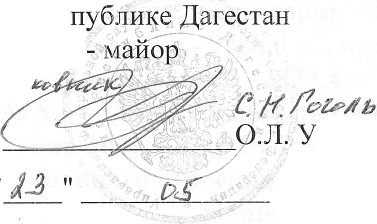 публике Дагестан
- майор
ковник
С.Н. Гоголь
О.Л. У
" 23 " 05